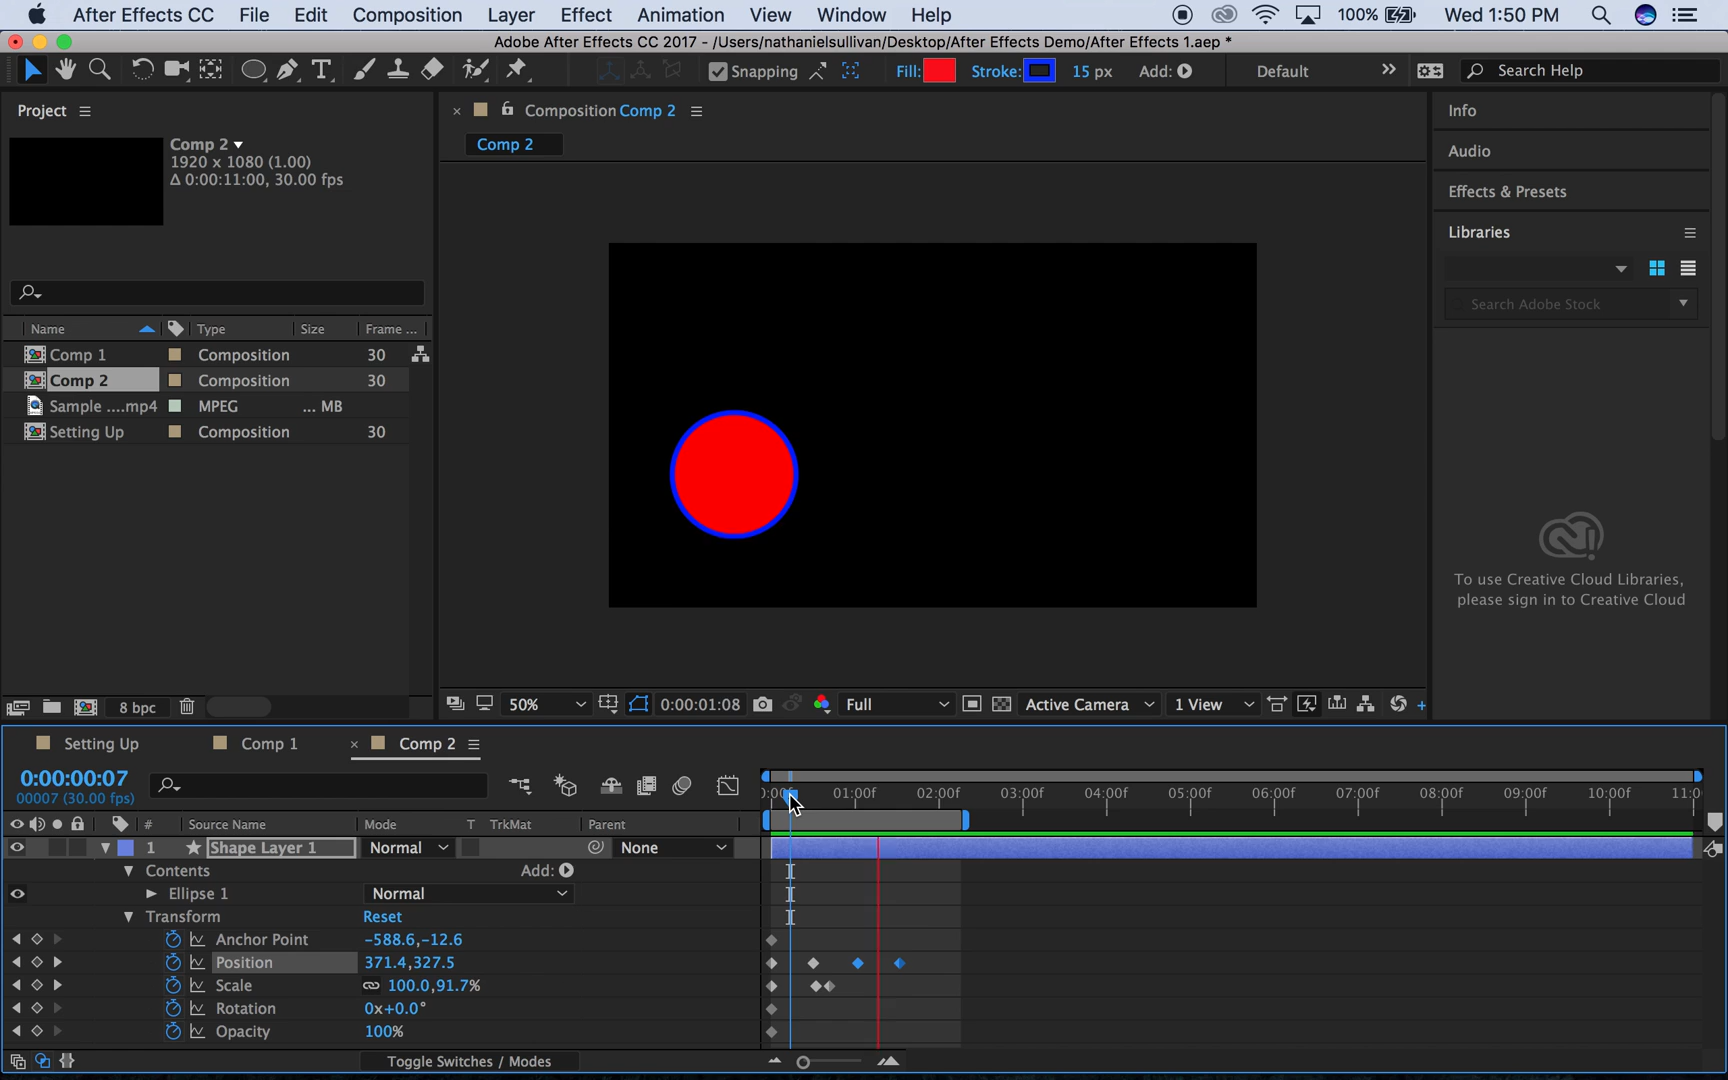 After Effects CC File Edit Composition Layer Effect Animation View Window Help 100% Wed 1:50 PM
Adobe After Effects CC 2017 - /Users/nathanielsullivan/Desktop/After Effects Demo/After Effects 1.aep *
T Snapping Fill: Stroke: 15 px Add: Default >> Search Help
Project
Comp 2
1920 x 1080 (1.00)
Δ 0:00:11:00, 30.00 fps
Name Type Size Frame ...
Comp 1 Composition 30
Comp 2 Composition 30
Sample ....mp4 MPEG ... MB
Setting Up Composition 30
8 bpc
× Composition Comp 2
Comp 2
50% 0:00:01:08 Full Active Camera 1 View
Info
Audio
Effects & Presets
Libraries
Search Adobe Stock
To use Creative Cloud Libraries,
please sign in to Creative Cloud
Setting Up Comp 1 × Comp 2
0:00:00:07
00007 (30.00 fps)
01:00f 02:00f 03:00f 04:00f 05:00f 06:00f 07:00f 08:00f 09:00f 10:00f 11:0
# Source Name Mode T TrkMat Parent
1 Shape Layer 1 Normal None
Contents Add:
Ellipse 1 Normal
Transform Reset
Anchor Point -588.6,-12.6
Position 371.4,327.5
Scale 100.0,91.7%
Rotation 0x+0.0°
Opacity 100%
Toggle Switches / Modes